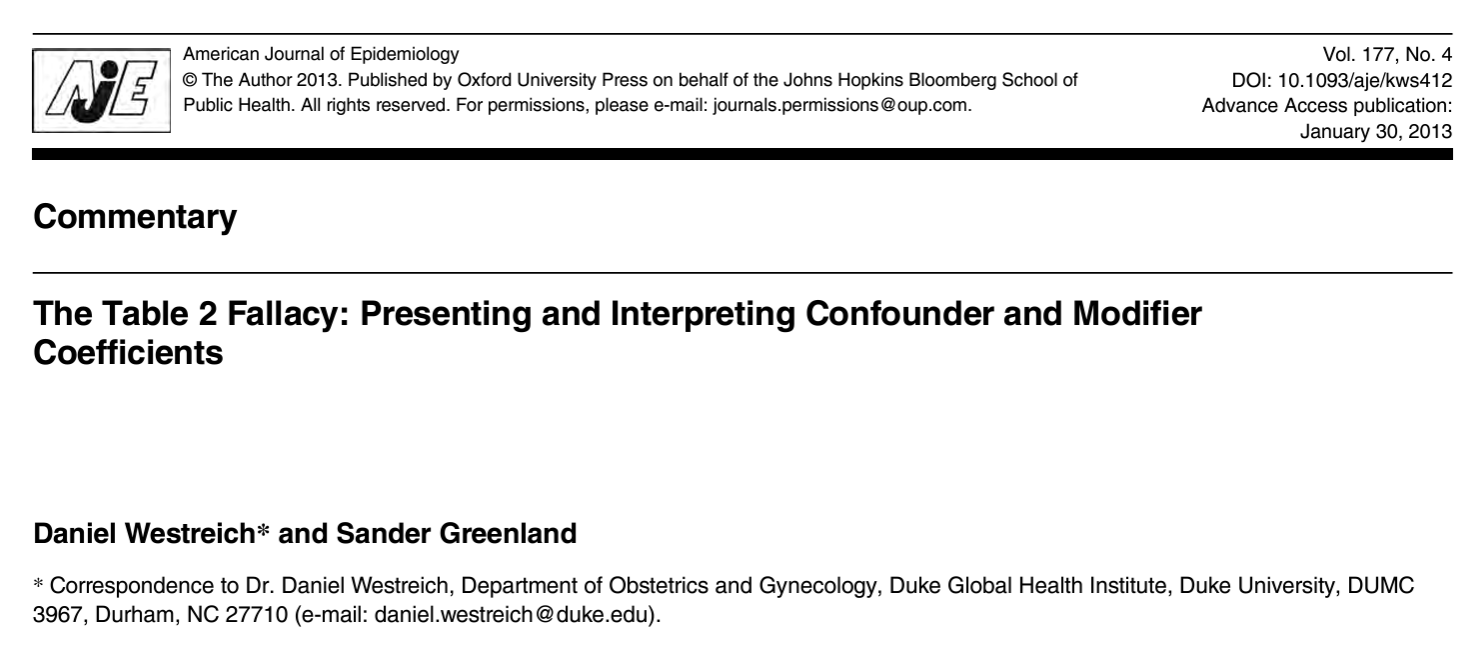 AJE
American Journal of Epidemiology
© The Author 2013. Published by Oxford University Press on behalf of the Johns Hopkins Bloomberg School of
Public Health. All rights reserved. For permissions, please e-mail: journals.permissions@oup.com.
Vol. 177, No. 4
DOI: 10.1093/aje/kws412
Advance Access publication:
January 30, 2013
Commentary
The Table 2 Fallacy: Presenting and Interpreting Confounder and Modifier
Coefficients
Daniel Westreich* and Sander Greenland
* Correspondence to Dr. Daniel Westreich, Department of Obstetrics and Gynecology, Duke Global Health Institute, Duke University, DUMC
3967, Durham, NC 27710 (e-mail: daniel.westreich@duke.edu).